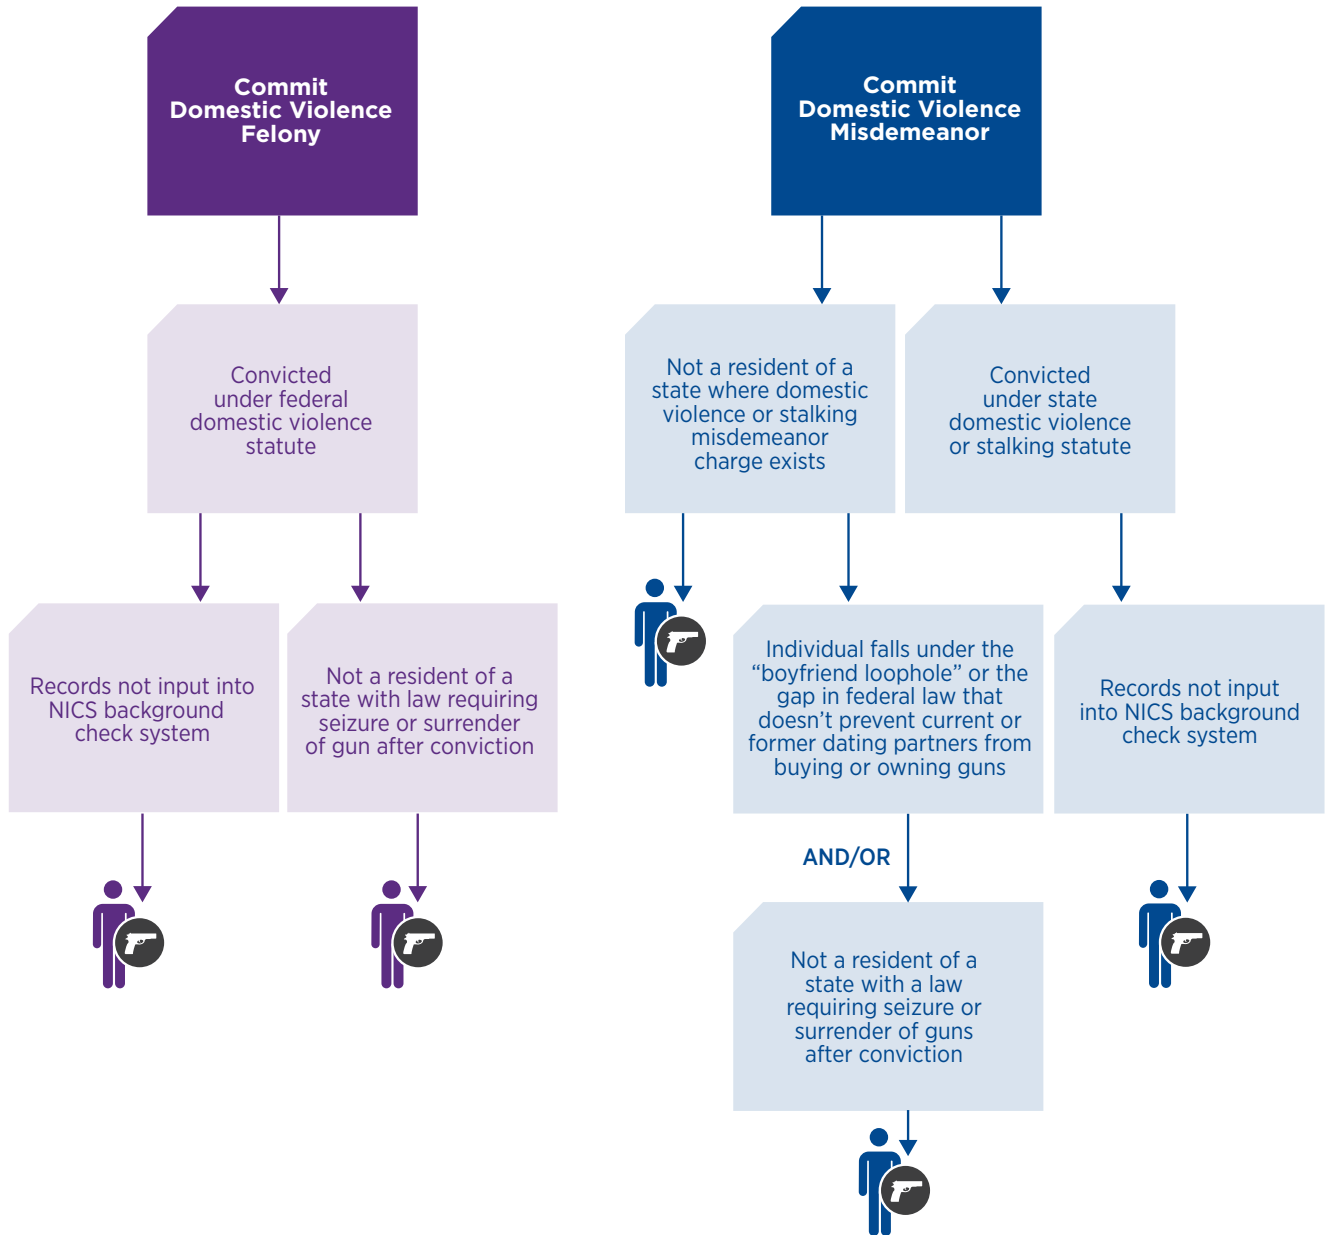 Commit
Domestic Violence
Felony
Commit
Domestic Violence
Misdemeanor
Convicted
under federal
domestic violence
statute
Not a resident of a
state where domestic
violence or stalking
misdemeanor
charge exists
Convicted
under state
domestic violence
or stalking statute
Records not input into
NICS background
check system
Not a resident of a
state with law requiring
seizure or surrender
of gun after conviction
Individual falls under the
“boyfriend loophole” or the
gap in federal law that
doesn’t prevent current or
former dating partners from
buying or owning guns
Records not input
into NICS background
check system
AND/OR
Not a resident of a
state with a law
requiring seizure or
surrender of guns
after conviction